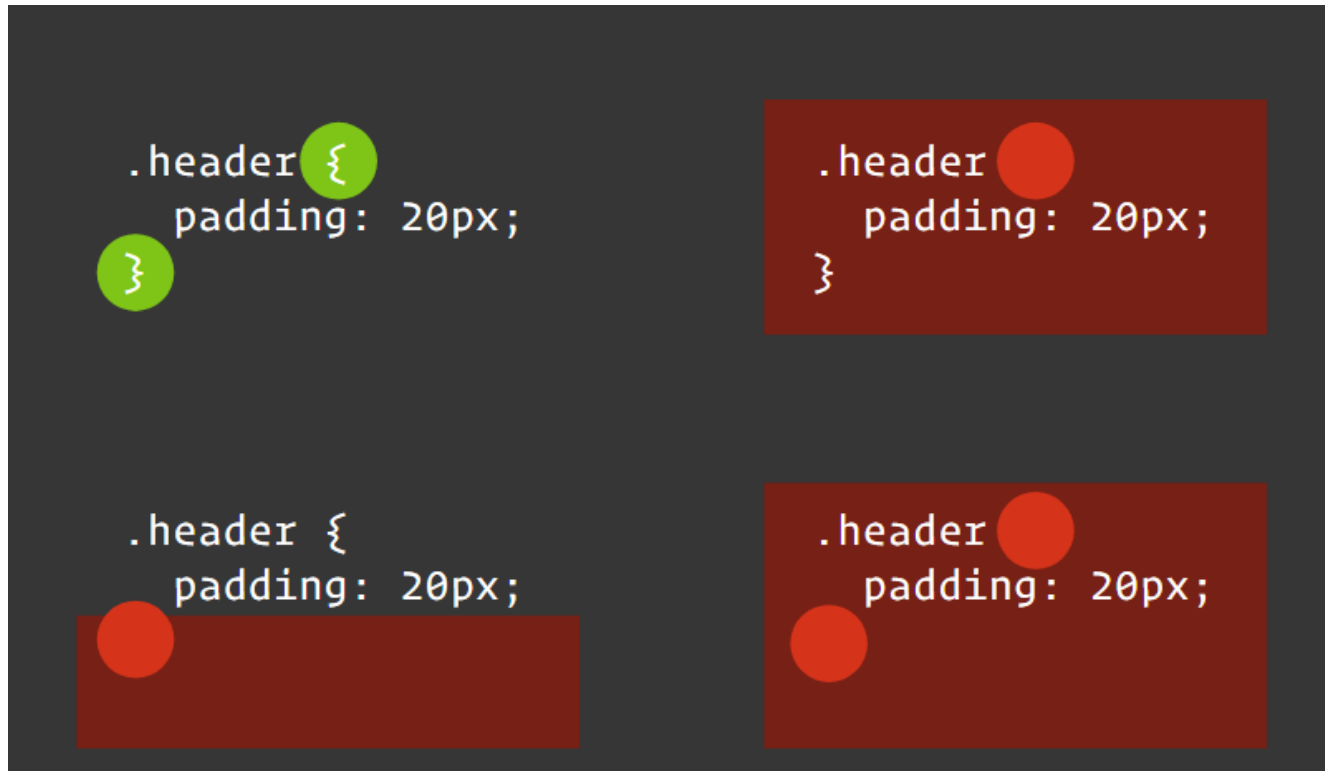 .header {
padding: 20px;
}
.header
padding: 20px;
}
.header {
padding: 20px;
.header
padding: 20px;